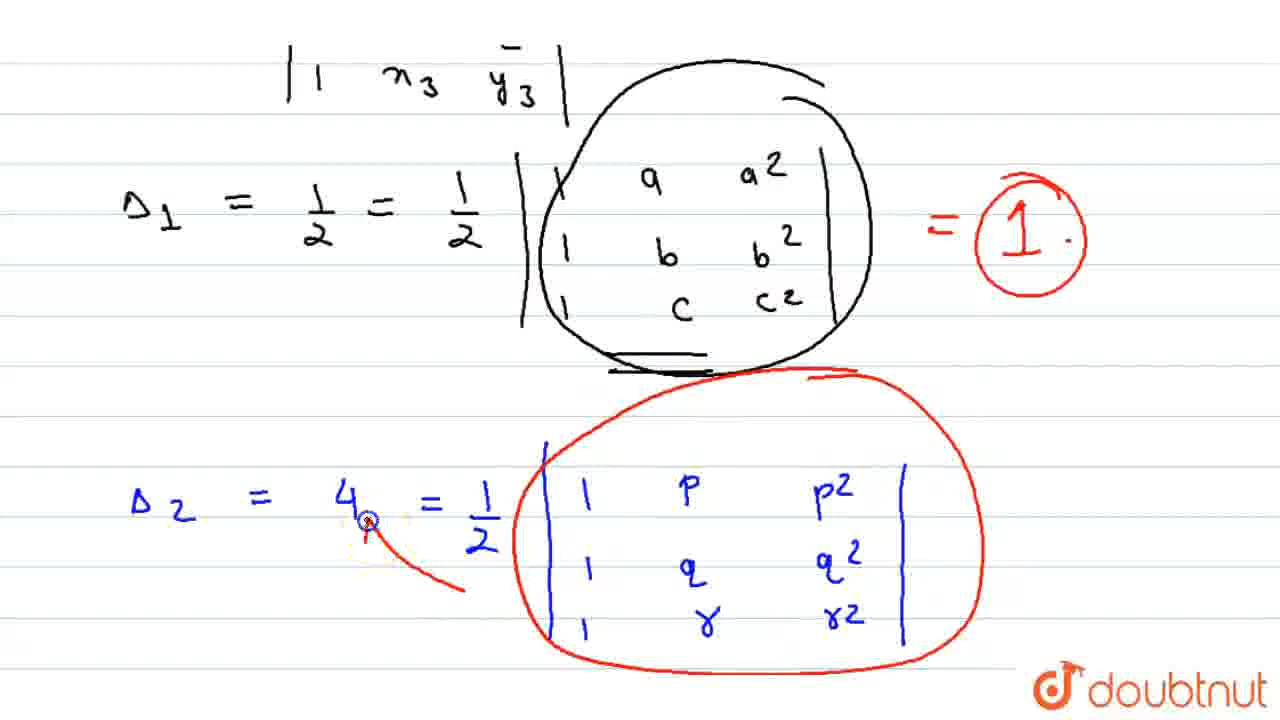 | 1 x₃ y₃ |
Δ₁ = 1/2 = 1/2 | 1 a a² | = 1.
| 1 b b² |
| 1 c c² |
Δ₂ = 4 = 1/2 | 1 p p² |
| 1 q q² |
| 1 r r² |
doubtnut